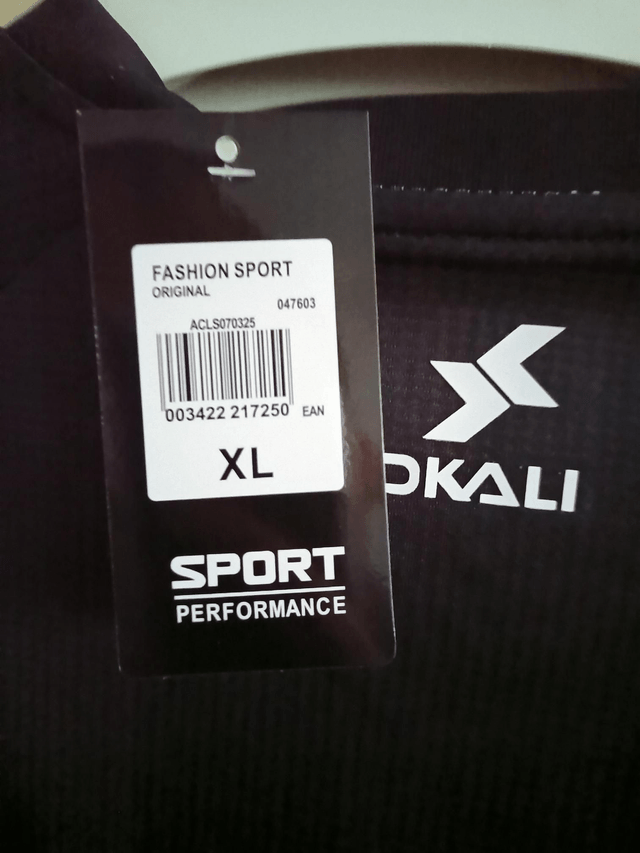 FASHION SPORT
ORIGINAL
047603
ACLS070325
003422 217250 EAN
XL
SPORT
PERFORMANCE
OKALI